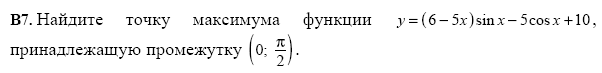 В7. Найдите точку максимума функции y = (6 − 5x) sin x − 5 cos x + 10,
принадлежащую промежутку (0; π/2).